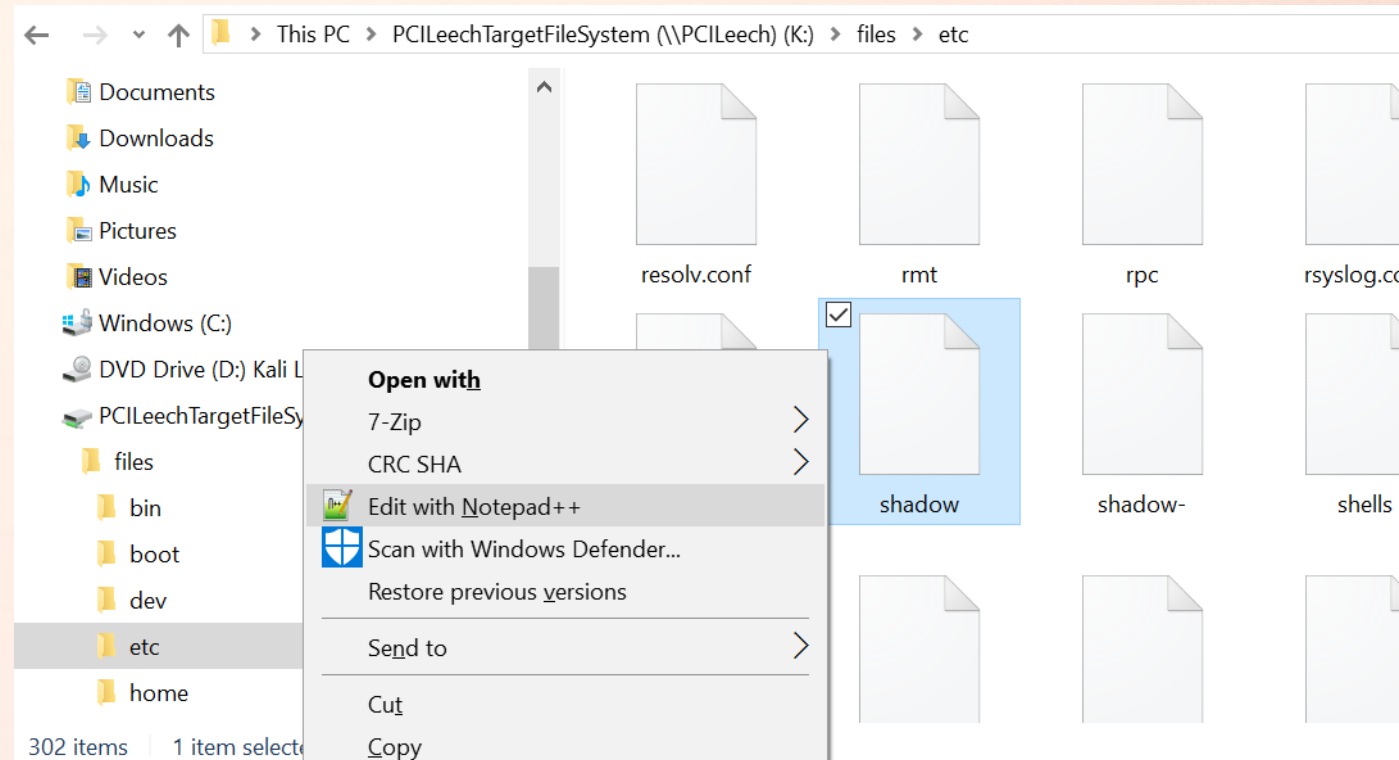 This PC > PCILeechTargetFileSystem (\\PCILeech) (K:) > files > etc
Documents
Downloads
Music
Pictures
Videos
Windows (C:)
DVD Drive (D:) Kali L
PCILeechTargetFileSy
files
bin
boot
dev
etc
home
302 items
1 item selecte
resolv.conf
rmt
rpc
rsyslog.co
shadow
shadow-
shells
Open with
7-Zip
CRC SHA
Edit with Notepad++
Scan with Windows Defender...
Restore previous versions
Send to
Cut
Copy